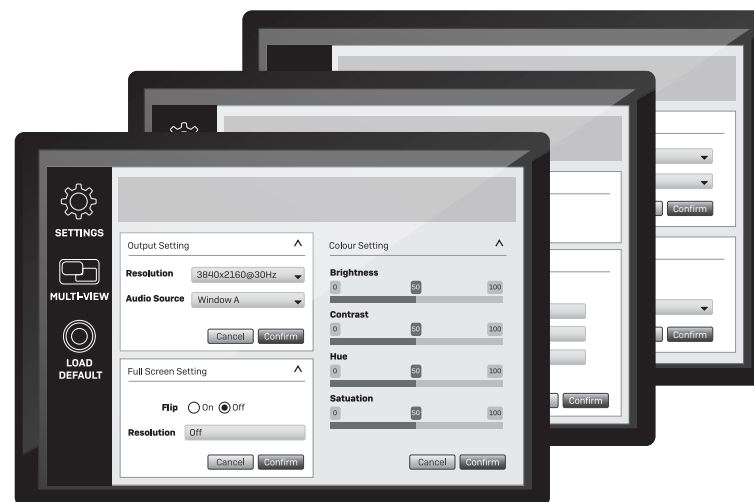 SETTINGS
MULTI-VIEW
LOAD
DEFAULT
Output Setting
Resolution 3840x2160@30Hz
Audio Source Window A
Cancel Confirm
Full Screen Setting
Flip On Off
Resolution Off
Cancel Confirm
Colour Setting
Brightness
0 50 100
Contrast
0 50 100
Hue
0 50 100
Satuation
0 50 100
Cancel Confirm
Confirm
Confirm
Confirm